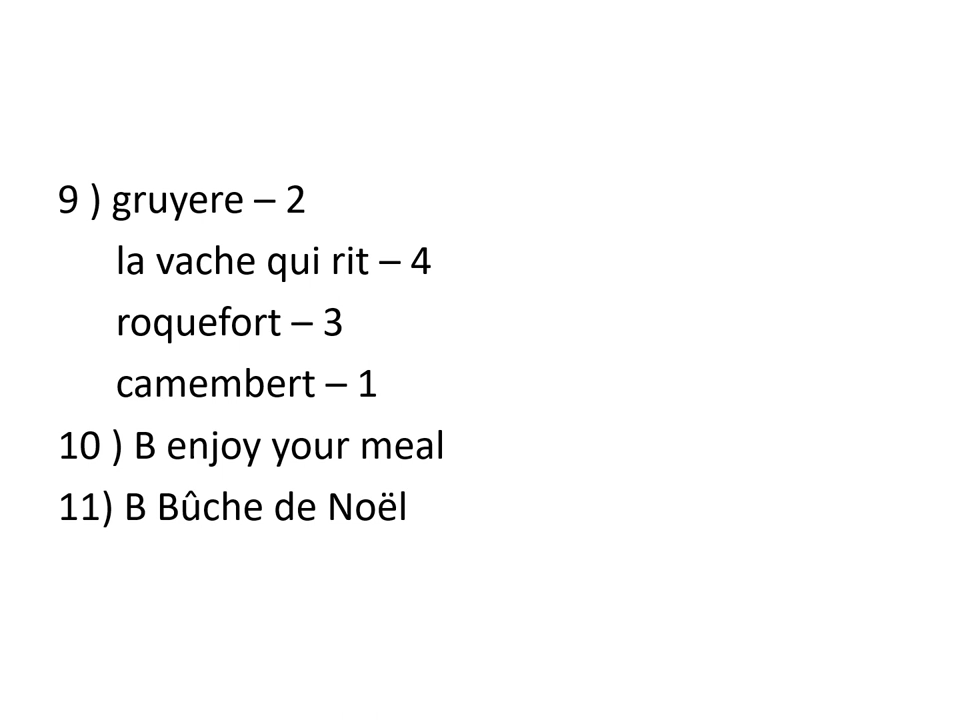 9 ) gruyere – 2
la vache qui rit – 4
roquefort – 3
camembert – 1
10 ) B enjoy your meal
11) B Bûche de Noël